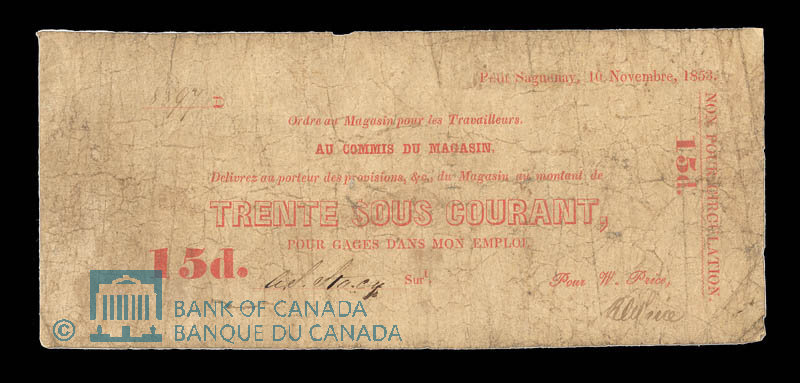 Petit Saguenay, 10 Novembre, 1853.
D
Ordre au Magasin pour les Travailleurs.
AU COMMIS DU MAGASIN,
Delivrez au porteur des provisions, &c., du Magasin au montant de
TRENTE SOUS COURANT,
POUR GAGES DANS MON EMPLOI.
15d.
Surt.
Pour W. Price,
NON POUR CIRCULATION.
15d.
© BANK OF CANADA
BANQUE DU CANADA